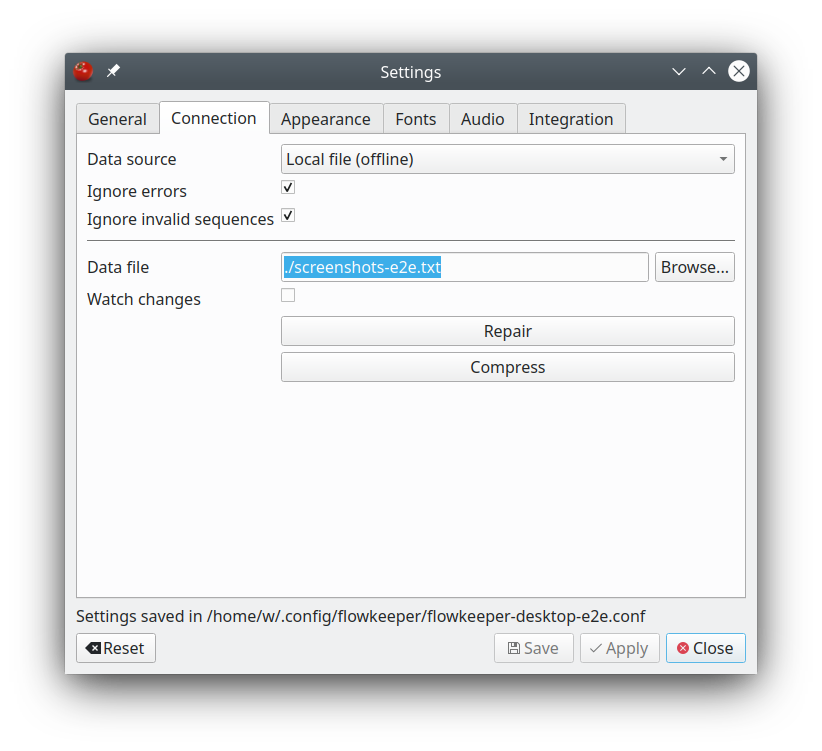 Settings
General Connection Appearance Fonts Audio Integration
Data source Local file (offline)
Ignore errors
Ignore invalid sequences
Data file ./screenshots-e2e.txt Browse...
Watch changes
Repair
Compress
Settings saved in /home/w/.config/flowkeeper/flowkeeper-desktop-e2e.conf
Reset Save Apply Close